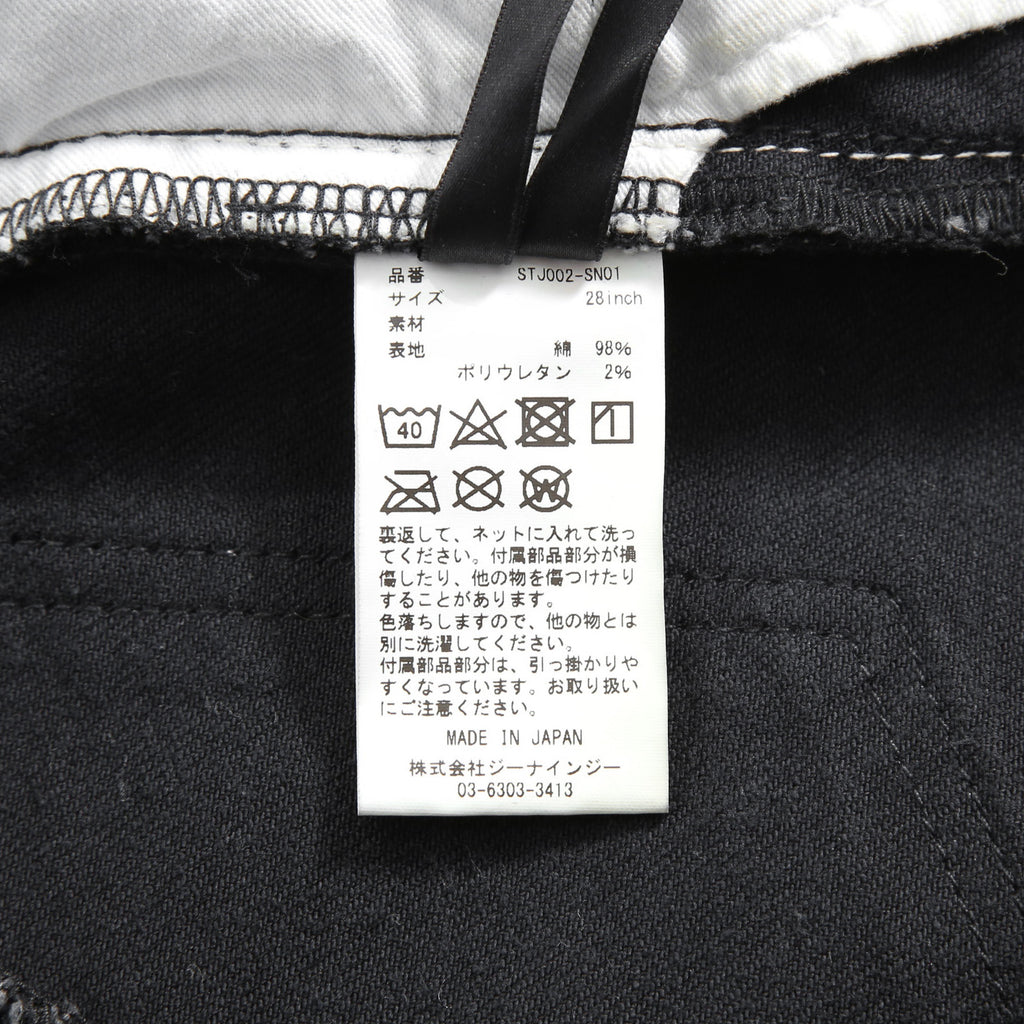 品番 STJ002-SN01
サイズ 28inch
素材
表地 綿 98%
ポリウレタン 2%
40
W
裏返して、ネットに入れて洗っ
てください。付属部品部分が損
傷したり、他の物を傷つけたり
することがあります。
色落ちしますので、他の物とは
別に洗濯してください。
付属部品部分は、引っ掛かりや
すくなっています。お取り扱い
にご注意ください。
MADE IN JAPAN
株式会社ジーナインジー
03-6303-3413